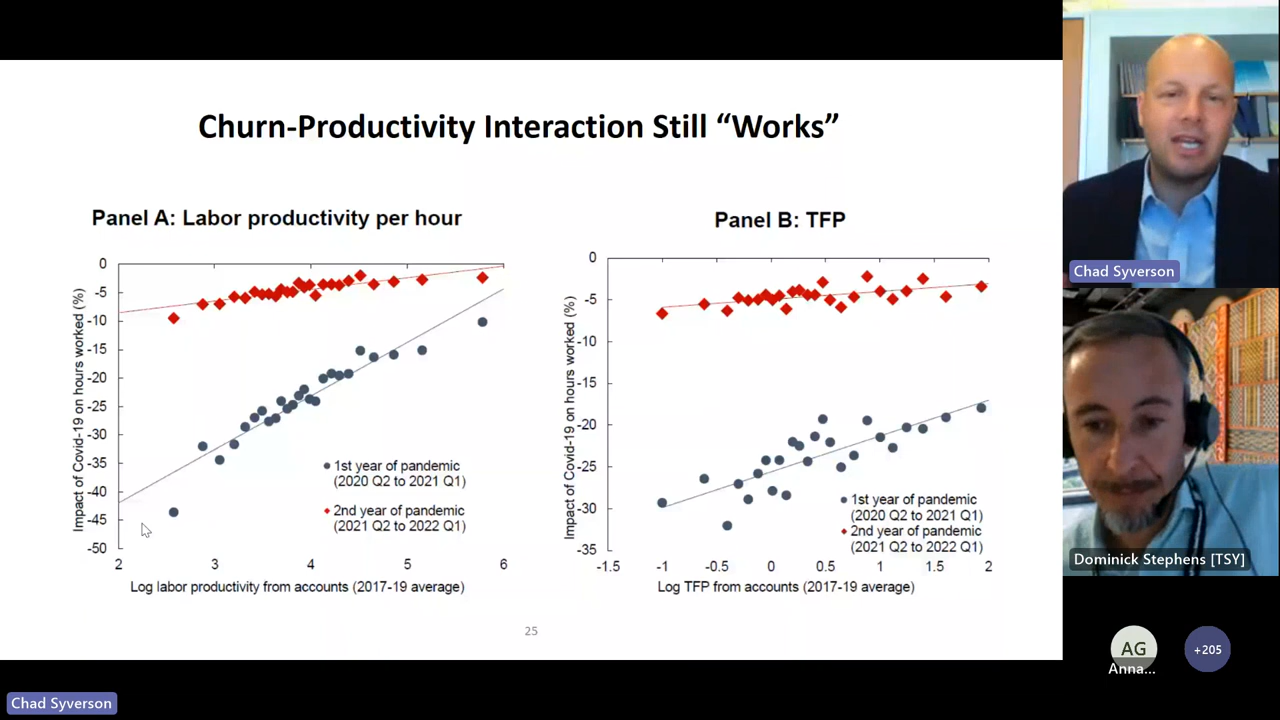 Churn-Productivity Interaction Still “Works”
Panel A: Labor productivity per hour
Impact of Covid-19 on hours worked (%)
0
-5
-10
-15
-20
-25
-30
-35
-40
-45
-50
2
3
4
5
6
1st year of pandemic
(2020 Q2 to 2021 Q1)
2nd year of pandemic
(2021 Q2 to 2022 Q1)
Log labor productivity from accounts (2017-19 average)
Panel B: TFP
Impact of Covid-19 on hours worked (%)
0
-5
-10
-15
-20
-25
-30
-35
-1.5
-1
-0.5
0
0.5
1
1.5
2
1st year of pandemic
(2020 Q2 to 2021 Q1)
2nd year of pandemic
(2021 Q2 to 2022 Q1)
Log TFP from accounts (2017-19 average)
25
Chad Syverson
Dominick Stephens [TSY]
AG
Anna...
+205
Chad Syverson